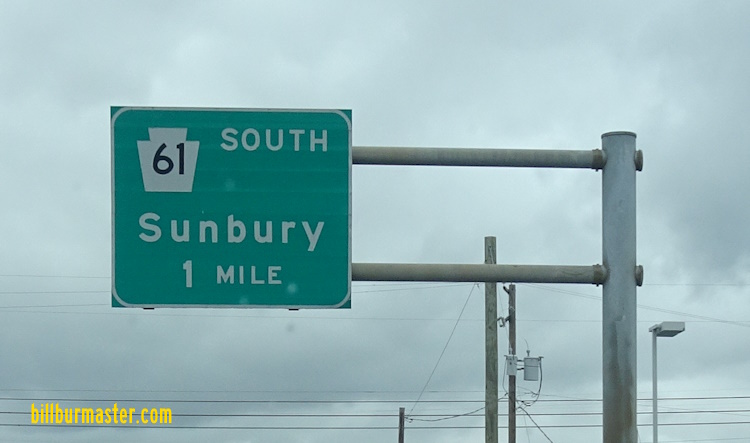 61 SOUTH
Sunbury
1 MILE
billburmaster.com